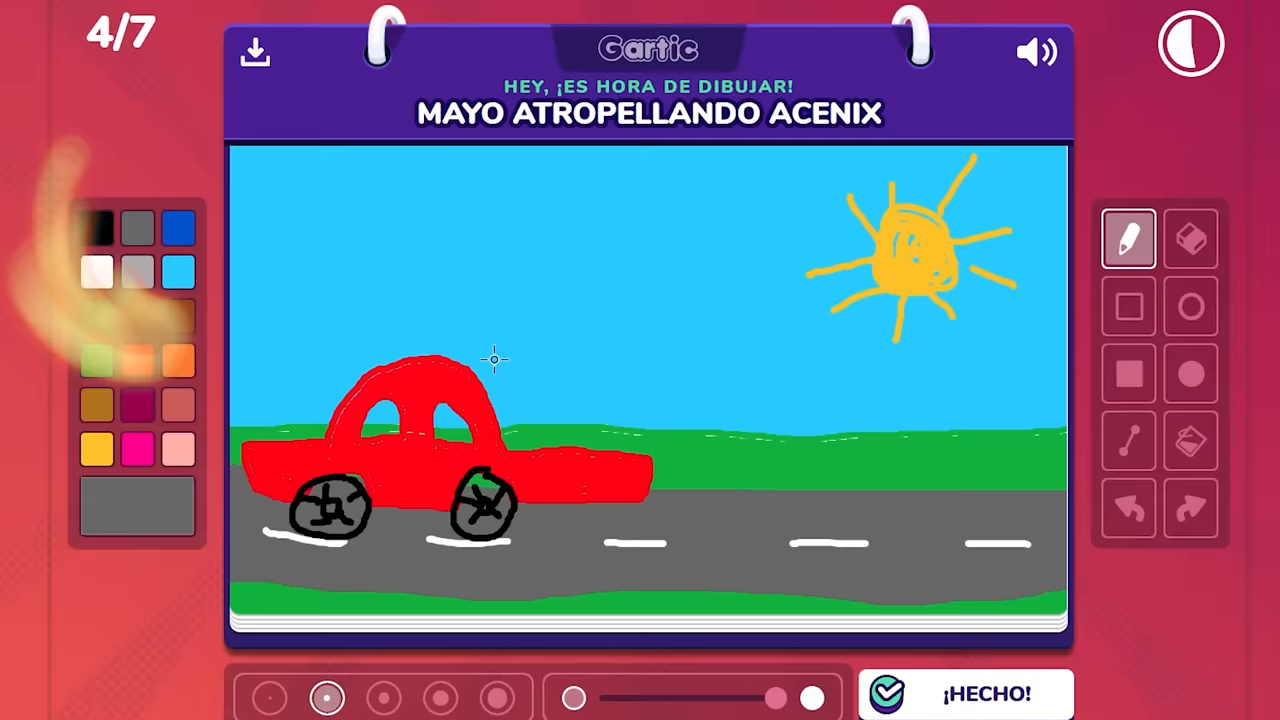 4/7
Gartic
HEY, ¡ES HORA DE DIBUJAR!
MAYO ATROPELLANDO ACENIX
¡HECHO!